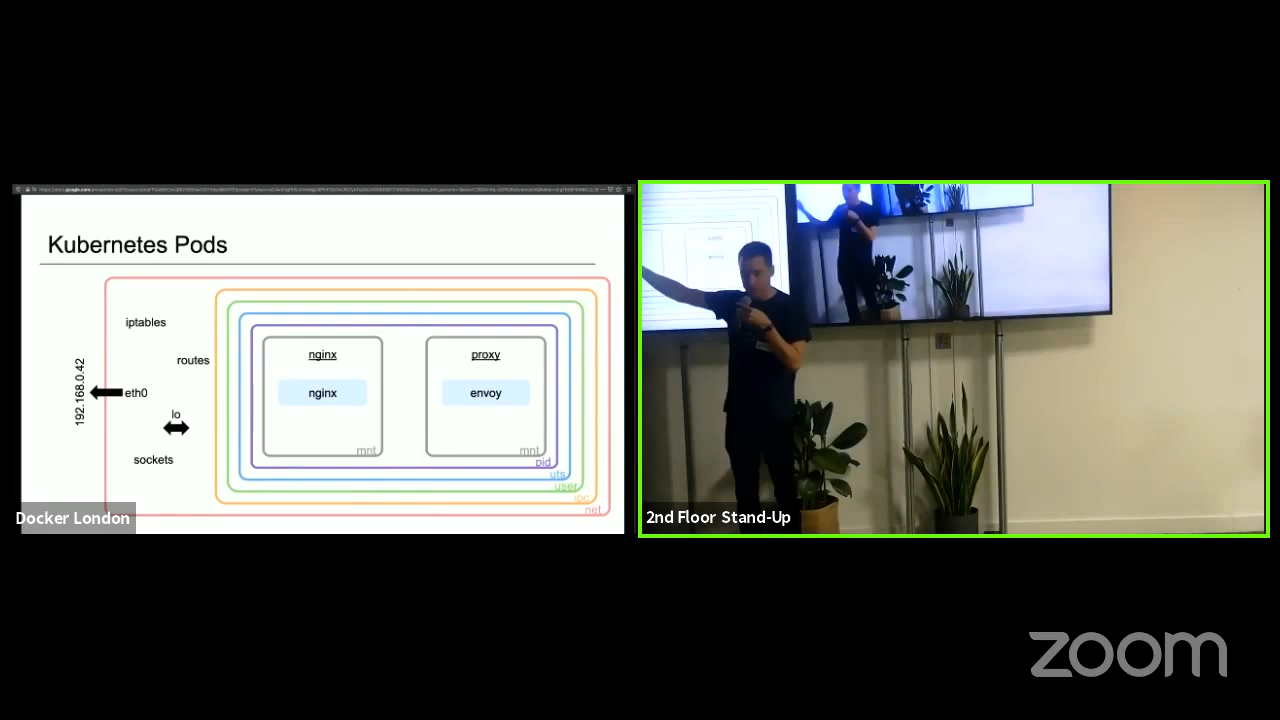 Kubernetes Pods
iptables
routes
192.168.0.42
eth0
lo
sockets
nginx
nginx
mnt
proxy
envoy
mnt
pid
uts
user
ipc
net
Docker London
2nd Floor Stand-Up
zoom